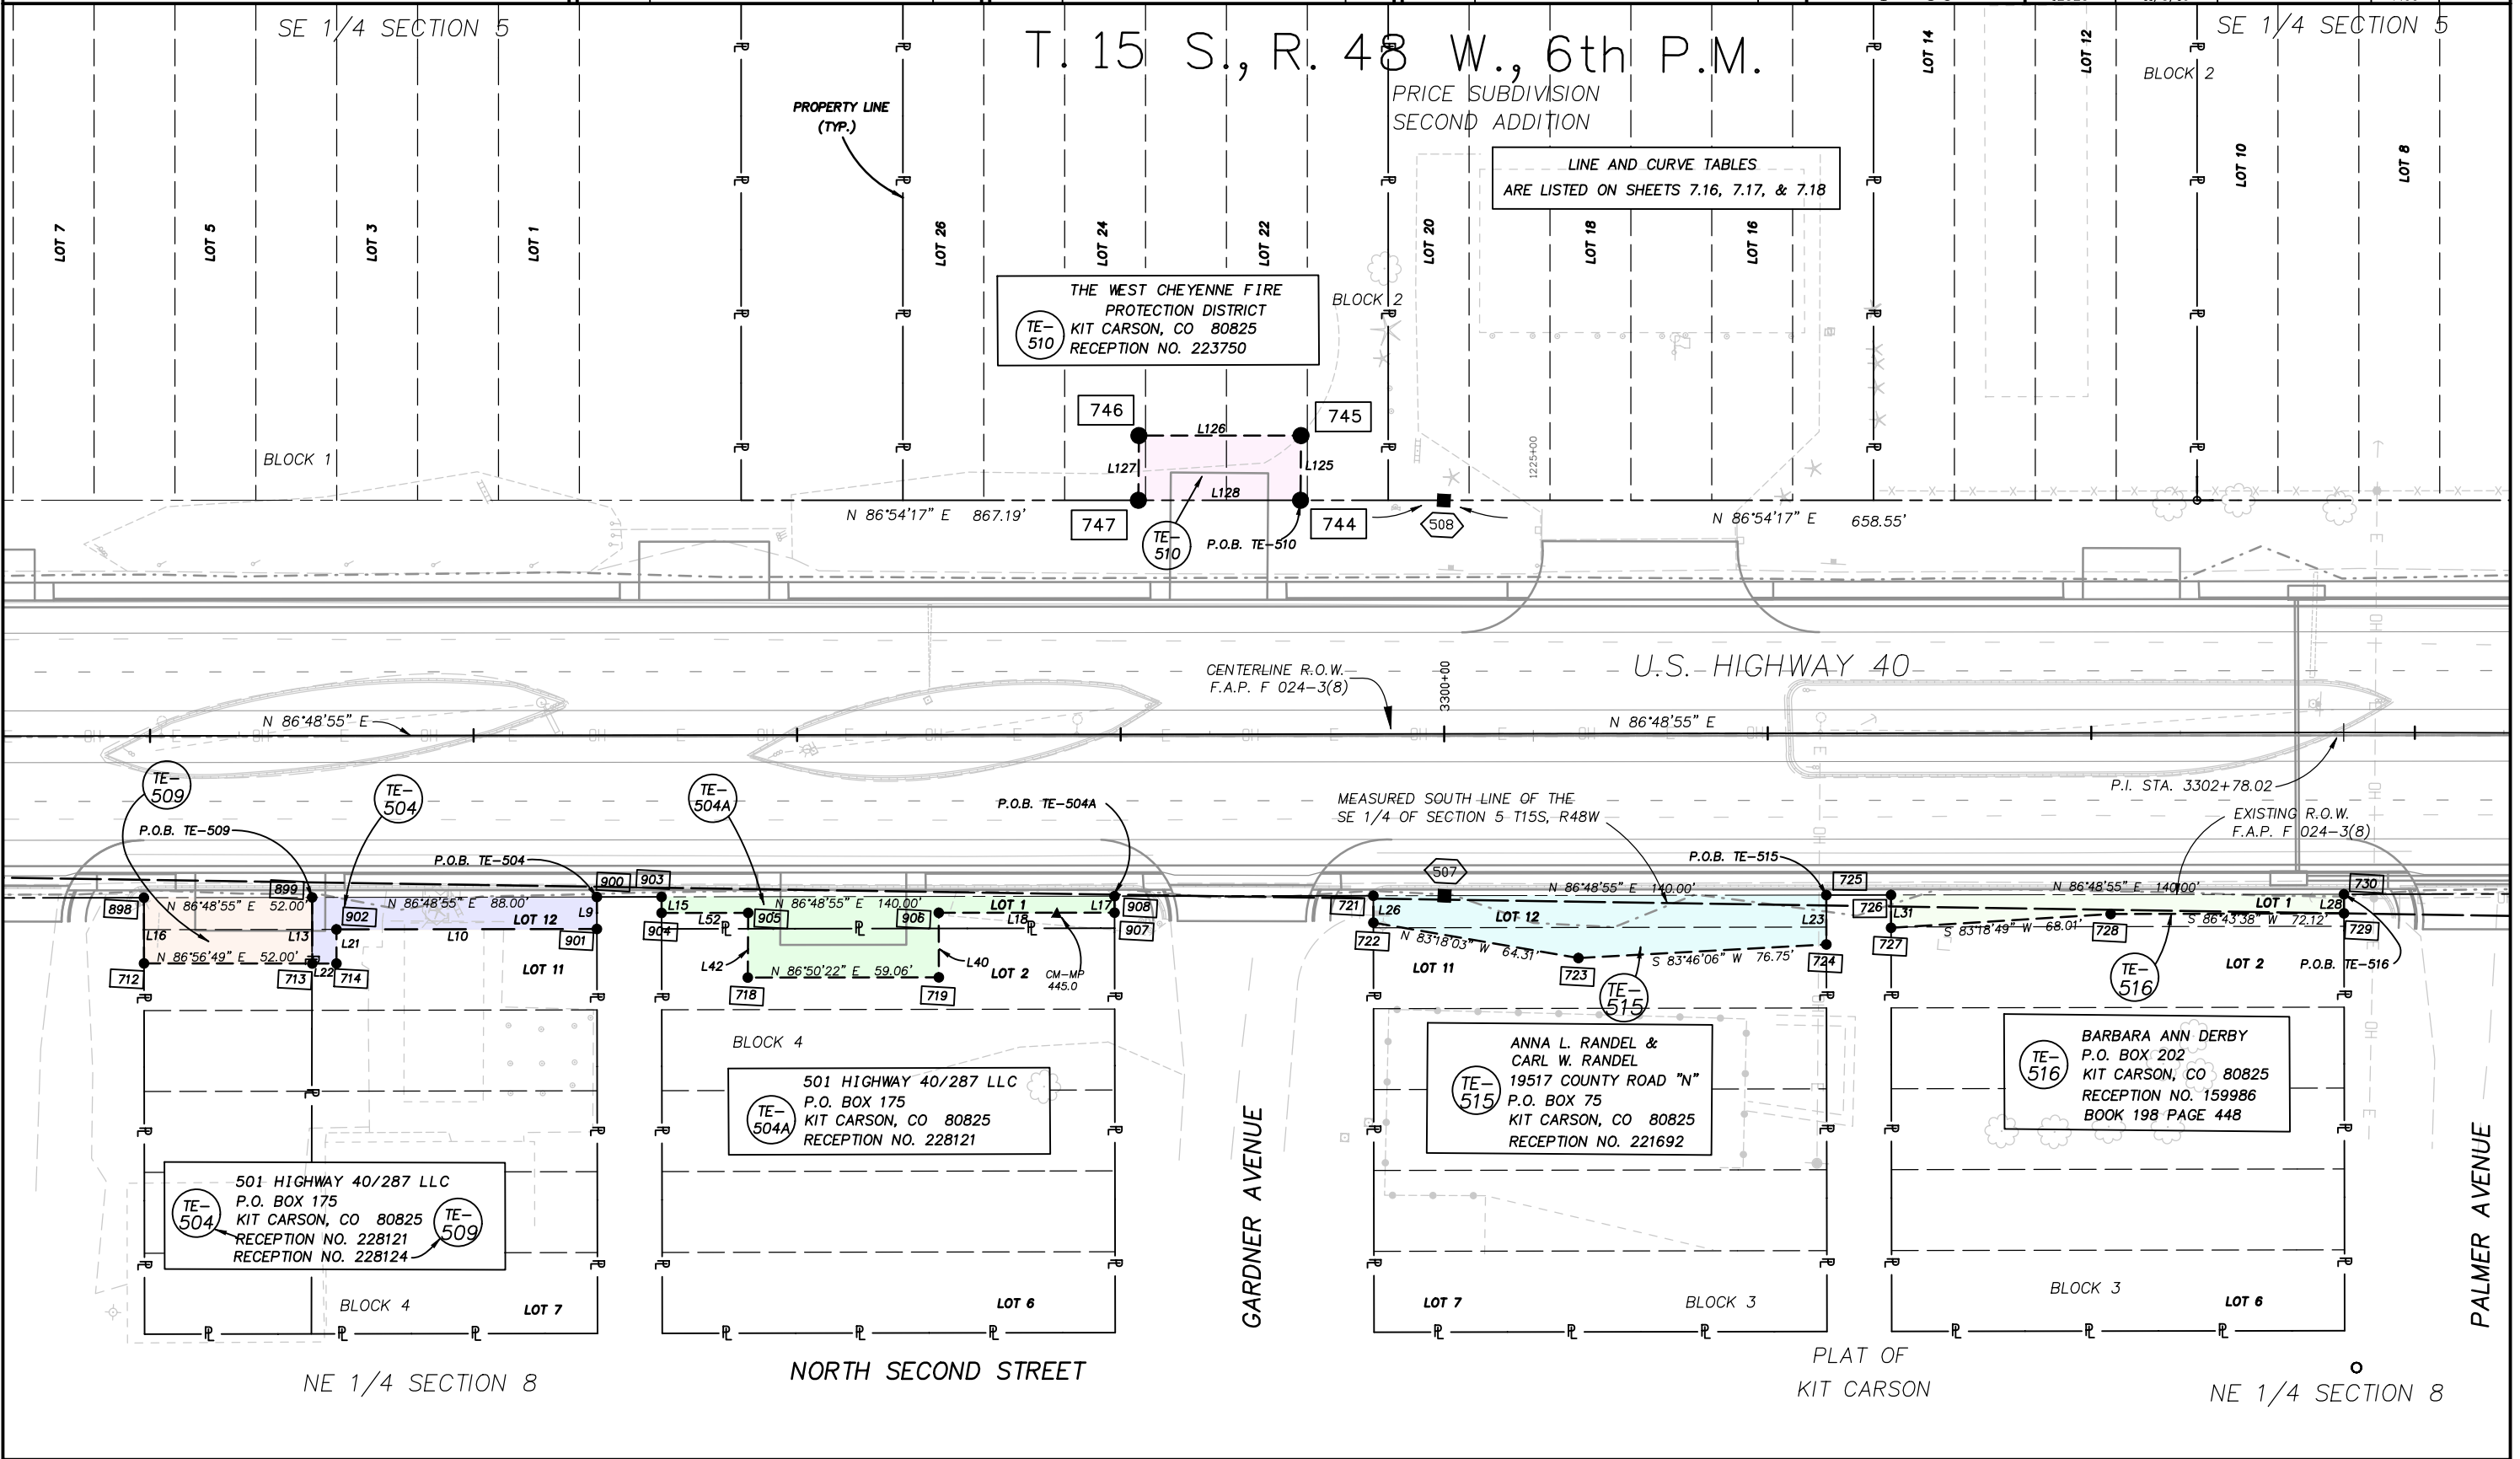 SE 1/4 SECTION 5
T. 15 S., R. 48 W., 6th P.M.
SE 1/4 SECTION 5
PRICE SUBDIVISION
SECOND ADDITION
BLOCK 2
PROPERTY LINE
(TYP.)
LINE AND CURVE TABLES
ARE LISTED ON SHEETS 7.16, 7.17, & 7.18
LOT 7
LOT 5
LOT 3
LOT 1
LOT 26
LOT 24
LOT 22
LOT 20
LOT 18
LOT 16
LOT 14
LOT 12
LOT 10
LOT 8
THE WEST CHEYENNE FIRE
PROTECTION DISTRICT
TE-510
KIT CARSON, CO 80825
RECEPTION NO. 223750
BLOCK 2
BLOCK 1
746
745
L126
L127
L125
L128
747
744
508
1225+00
N 86°54'17" E 867.19'
N 86°54'17" E 658.55'
TE-510
P.O.B. TE-510
CENTERLINE R.O.W.
F.A.P. F 024-3(8)
3300+00
U.S. HIGHWAY 40
N 86°48'55" E
N 86°48'55" E
P.I. STA. 3302+78.02
TE-509
TE-504
TE-504A
P.O.B. TE-509
P.O.B. TE-504
P.O.B. TE-504A
MEASURED SOUTH LINE OF THE
SE 1/4 OF SECTION 5 T15S, R48W
P.O.B. TE-515
EXISTING R.O.W.
F.A.P. F 024-3(8)
507
898
899
902
900
903
901
904
905
906
908
907
721
722
723
724
725
726
727
728
729
730
712
713
714
718
719
N 86°48'55" E 52.00'
N 86°48'55" E 88.00'
LOT 12
L9
L16
L13
L21
L10
N 86°56'49" E 52.00'
L22
LOT 11
L15
N 86°48'55" E 140.00'
LOT 1
L17
L52
L18
L42
L40
N 86°50'22" E 59.06'
LOT 2
CM-MP
445.0
N 86°48'55" E 140.00'
L26
LOT 12
L23
N 83°18'03" W 64.31'
S 83°46'06" W 76.75'
LOT 11
TE-515
N 86°48'55" E 140.00'
LOT 1
L28
L31
S 83°18'49" W 68.01'
S 86°43'38" W 72.12'
LOT 2
TE-516
P.O.B. TE-516
BLOCK 4
501 HIGHWAY 40/287 LLC
P.O. BOX 175
TE-504A
KIT CARSON, CO 80825
RECEPTION NO. 228121
ANNA L. RANDEL &
CARL W. RANDEL
TE-515
19517 COUNTY ROAD "N"
P.O. BOX 75
KIT CARSON, CO 80825
RECEPTION NO. 221692
BARBARA ANN DERBY
P.O. BOX 202
TE-516
KIT CARSON, CO 80825
RECEPTION NO. 159986
BOOK 198 PAGE 448
501 HIGHWAY 40/287 LLC
P.O. BOX 175
TE-504
KIT CARSON, CO 80825
TE-509
RECEPTION NO. 228121
RECEPTION NO. 228124
GARDNER AVENUE
PALMER AVENUE
BLOCK 4
LOT 7
LOT 6
LOT 7
BLOCK 3
BLOCK 3
LOT 6
NE 1/4 SECTION 8
NORTH SECOND STREET
PLAT OF
KIT CARSON
NE 1/4 SECTION 8